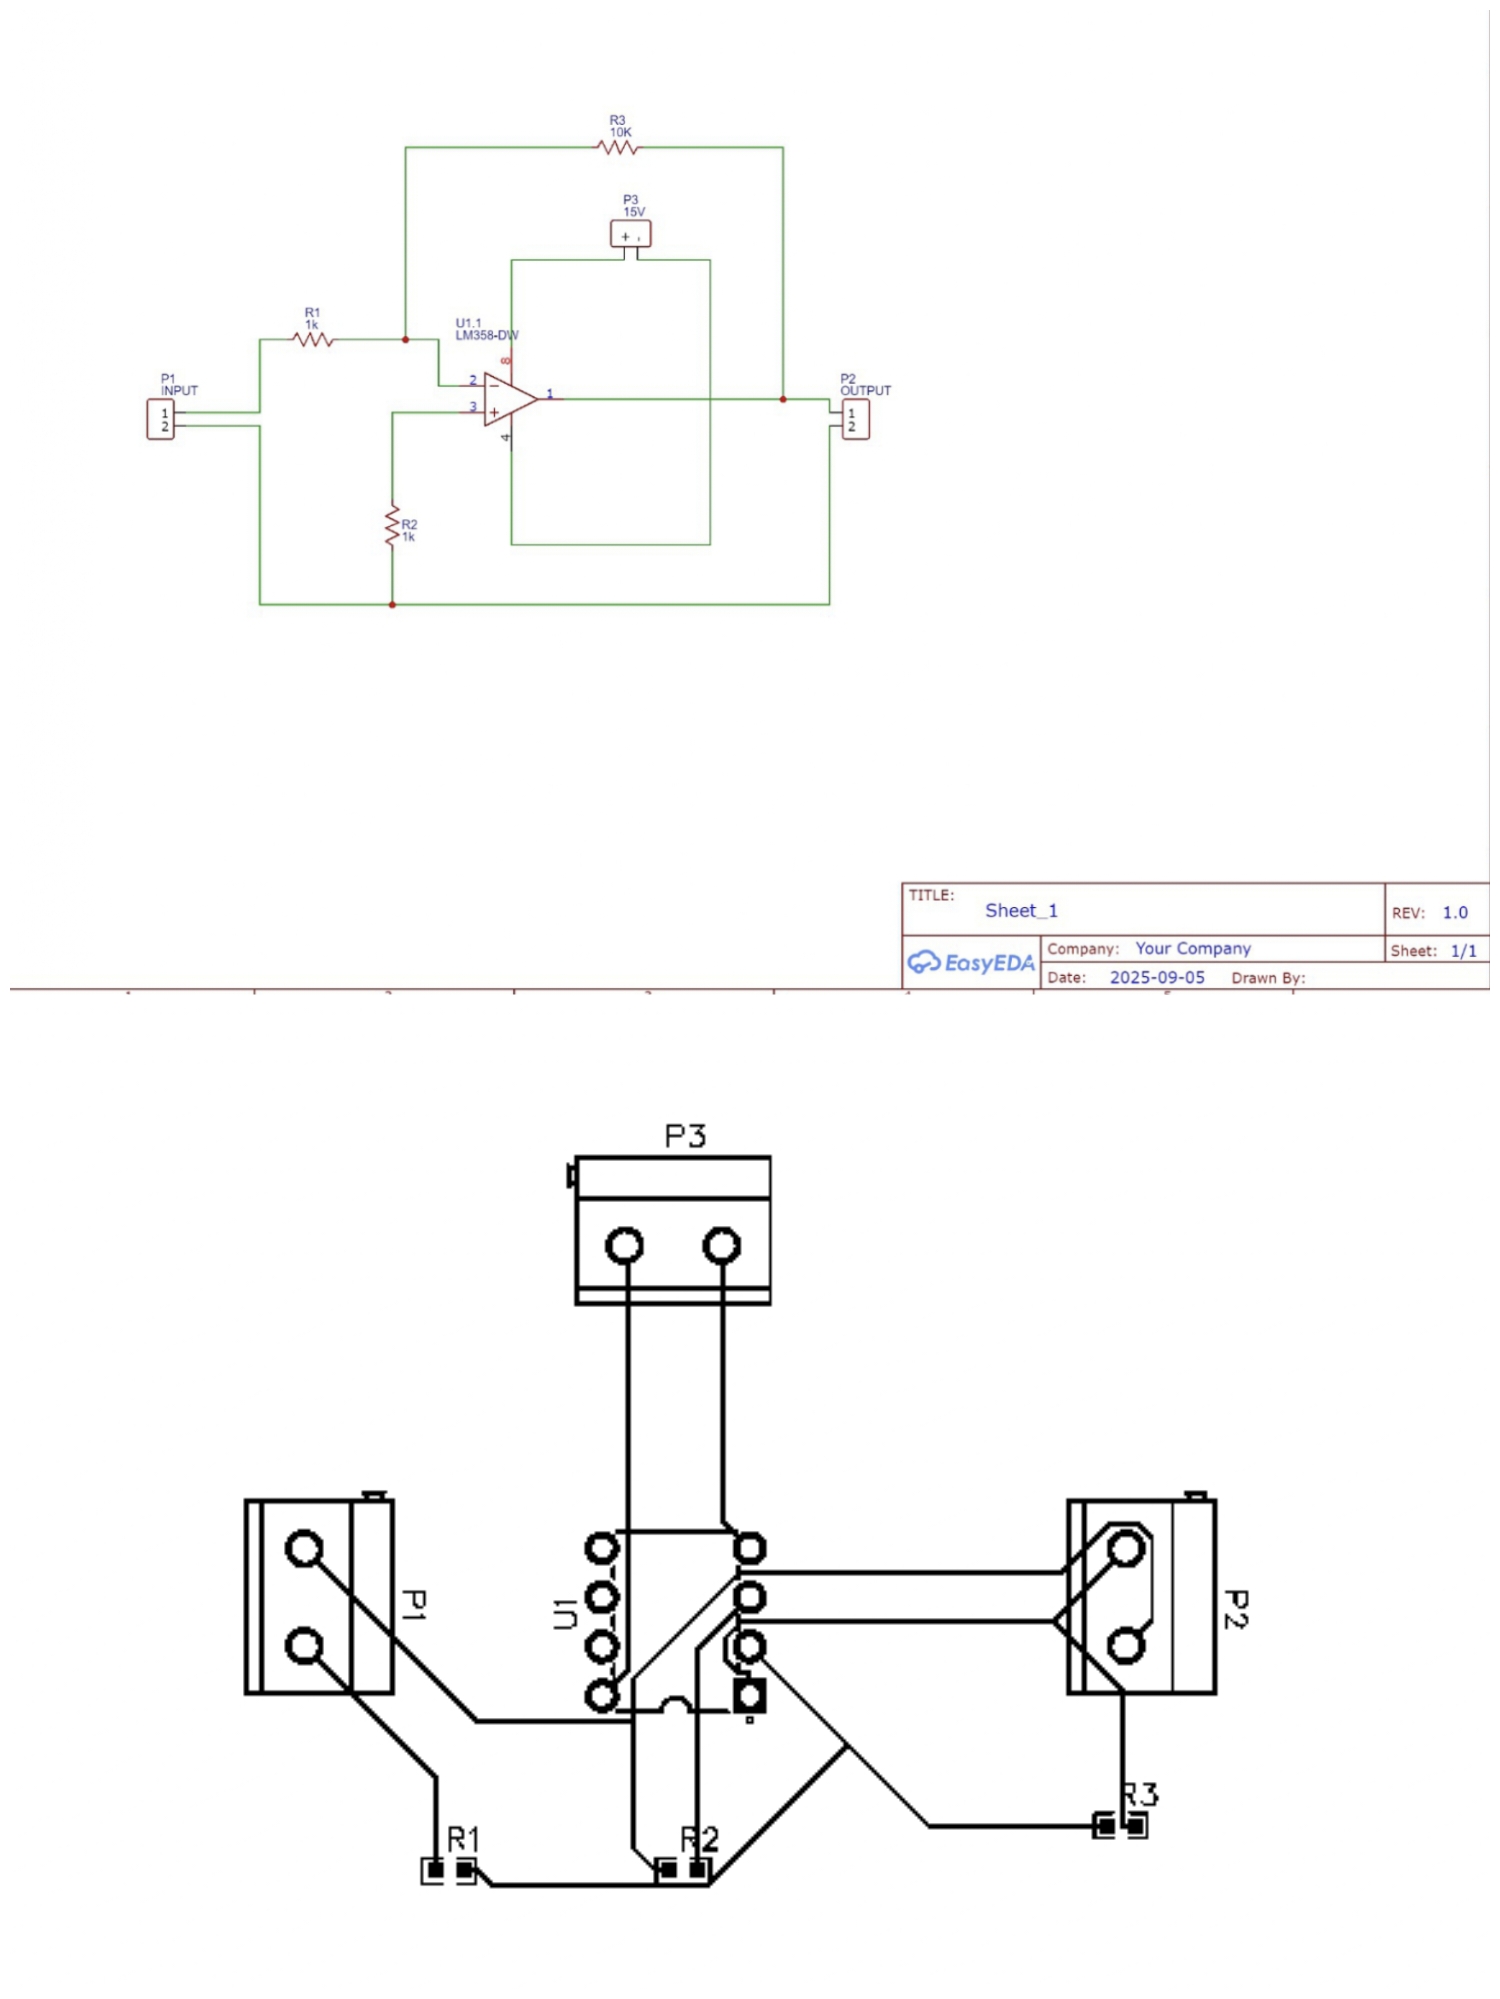 R3
10K
P3
15V
+ -
R1
1k
U1.1
LM358-DW
8
2 -
3 +
1
4
P1
INPUT
1
2
P2
OUTPUT
1
2
R2
1k
TITLE:
Sheet_1
REV: 1.0
EasyEDA
Company: Your Company
Sheet: 1/1
Date: 2025-09-05 Drawn By:
P3
P1
U1
P2
R3
R1
R2